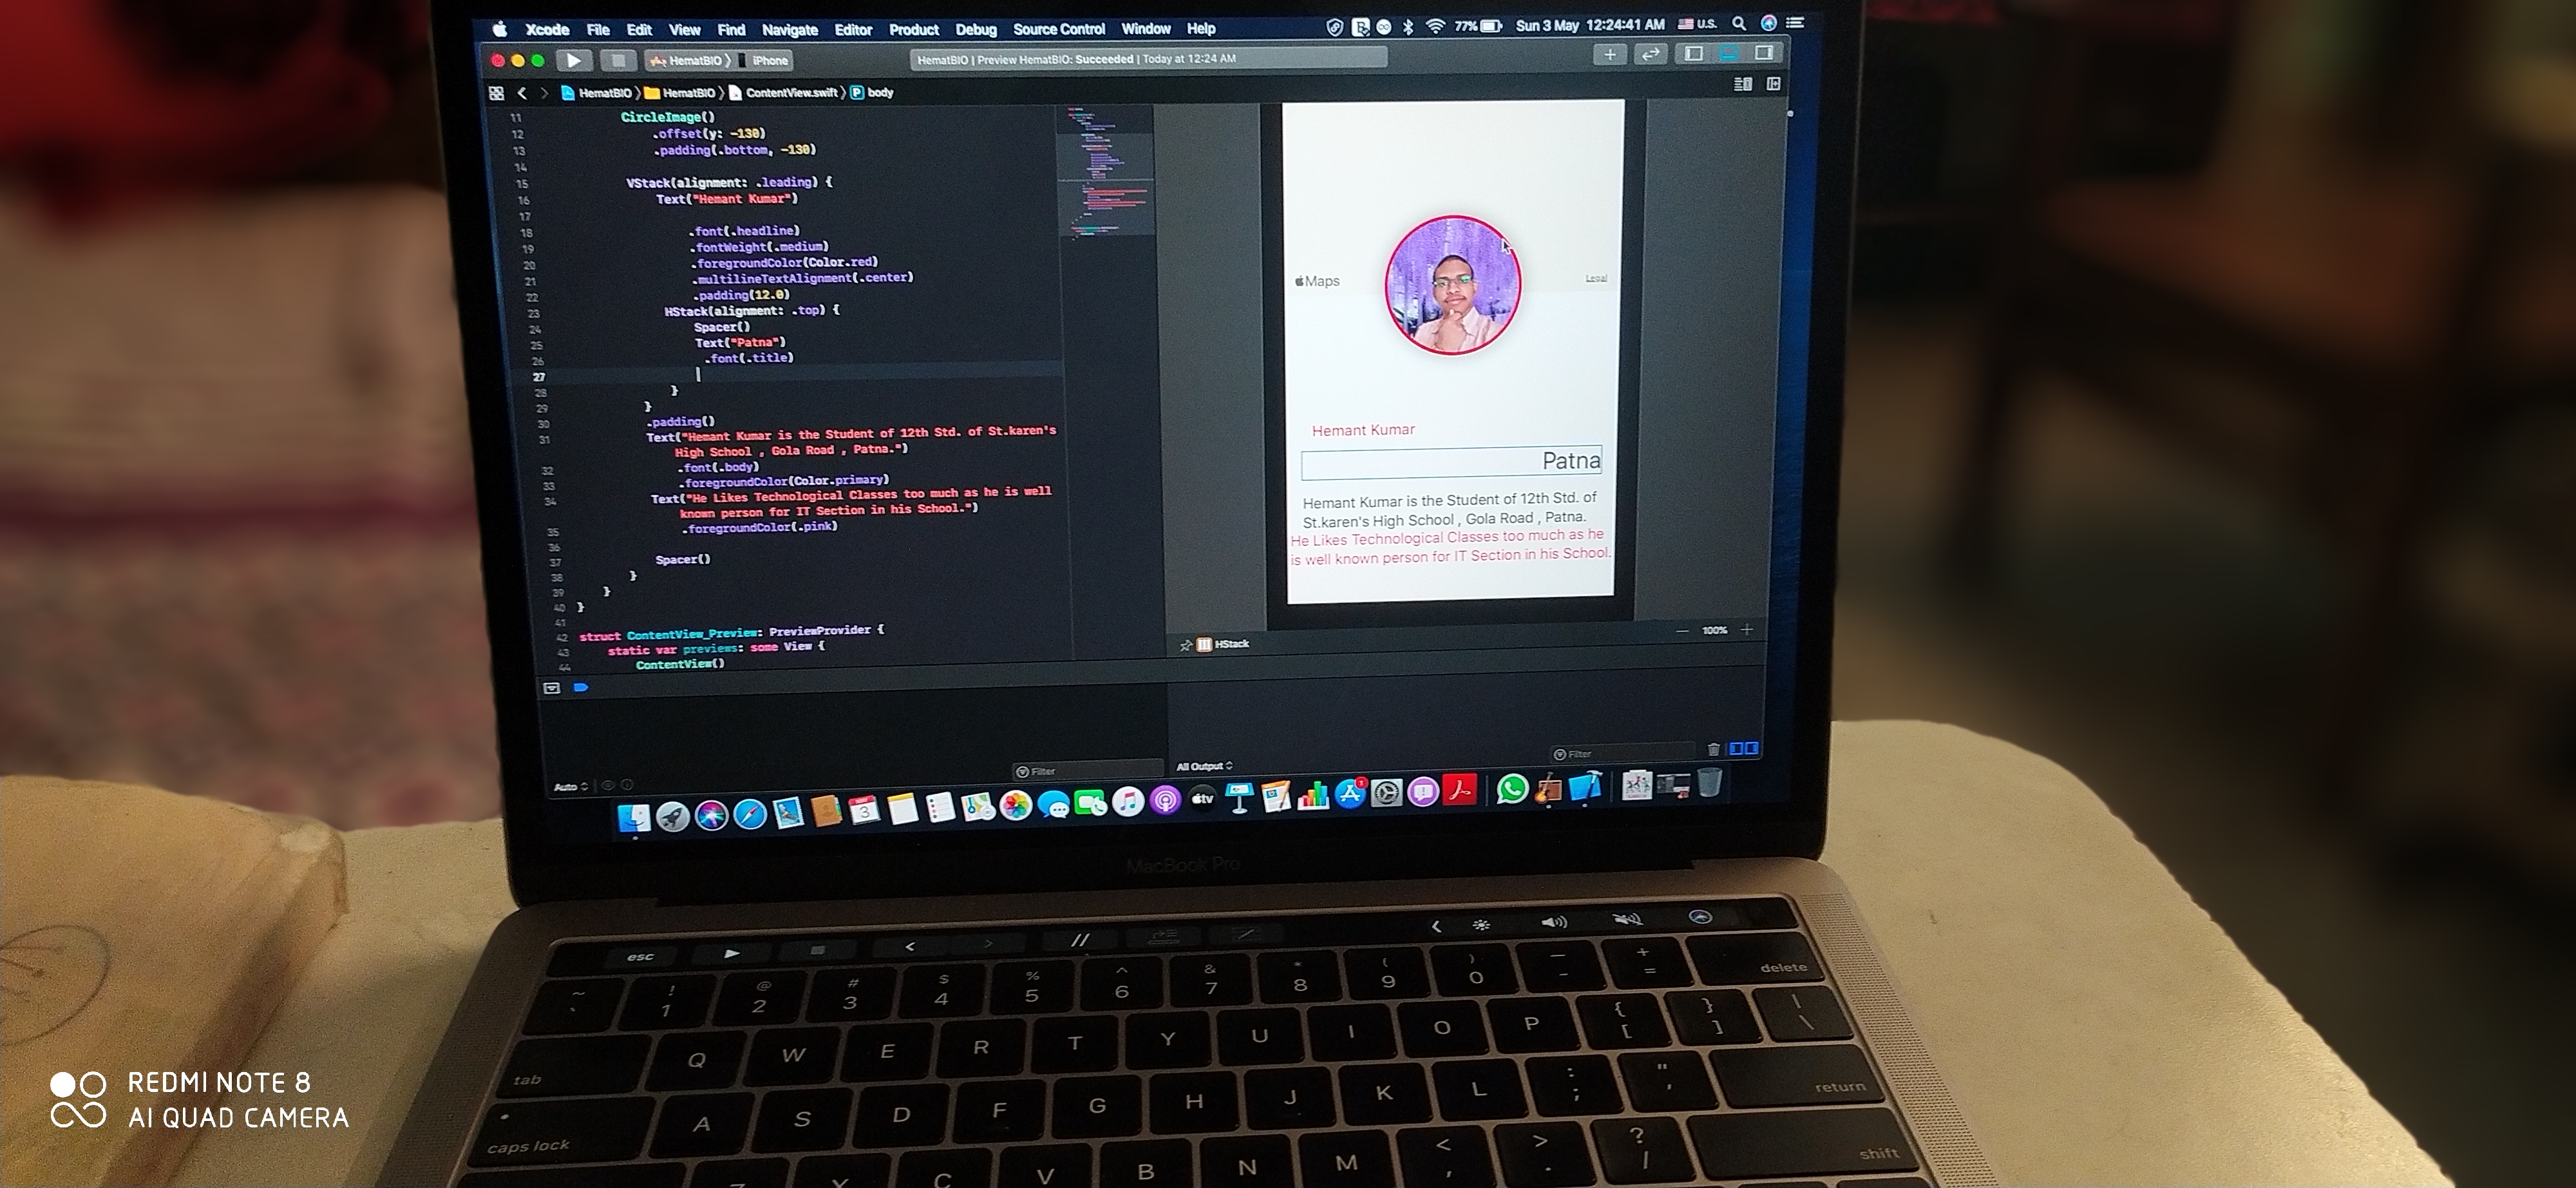 Xcode File Edit View Find Navigate Editor Product Debug Source Control Window Help 77% Sun 3 May 12:24:41 AM U.S.
HematBIO iPhone HematBIO | Preview HematBIO: Succeeded | Today at 12:24 AM
HematBIO HematBIO ContentView.swift P body
11 CircleImage()
12 .offset(y: -130)
13 .padding(.bottom, -130)
14
15 VStack(alignment: .leading) {
16 Text("Hemant Kumar")
17
18 .font(.headline)
19 .fontWeight(.medium)
20 .foregroundColor(Color.red)
21 .multilineTextAlignment(.center)
22 .padding(12.0)
23 HStack(alignment: .top) {
24 Spacer()
25 Text("Patna")
26 .font(.title)
27
28 }
29 }
30 .padding()
31 Text("Hemant Kumar is the Student of 12th Std. of St.karen's
High School , Gola Road , Patna.")
32 .font(.body)
33 .foregroundColor(Color.primary)
34 Text("He Likes Technological Classes too much as he is well
known person for IT Section in his School.")
35 .foregroundColor(.pink)
36
37 Spacer()
38 }
39 }
40 }
41
42 struct ContentView_Preview: PreviewProvider {
43 static var previews: some View {
44 ContentView()
Maps Legal
Hemant Kumar
Patna
Hemant Kumar is the Student of 12th Std. of
St.karen's High School , Gola Road , Patna.
He Likes Technological Classes too much as he
is well known person for IT Section in his School.
HStack 100%
Auto Filter All Output Filter
3 tv
MacBook Pro
esc
~ ! @ # $ % ^ & * ( ) — +
` 1 2 3 4 5 6 7 8 9 0 - = delete
tab Q W E R T Y U I O P { [ } ] | \
caps lock A S D F G H J K L : ; " ' return
C V B N M < , > . ? / shift
REDMI NOTE 8
AI QUAD CAMERA